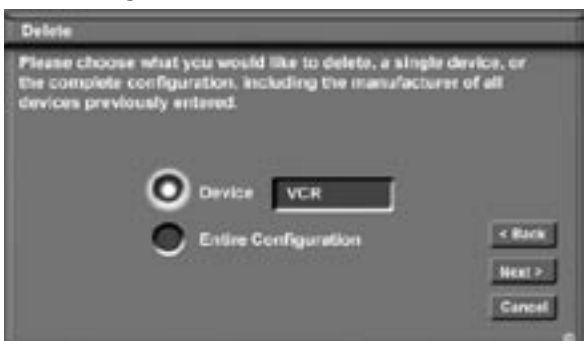 Delete
Please choose what you would like to delete, a single device, or
the complete configuration, including the manufacturer of all
devices previously entered.
Device VCR
Entire Configuration
< Back
Next >
Cancel